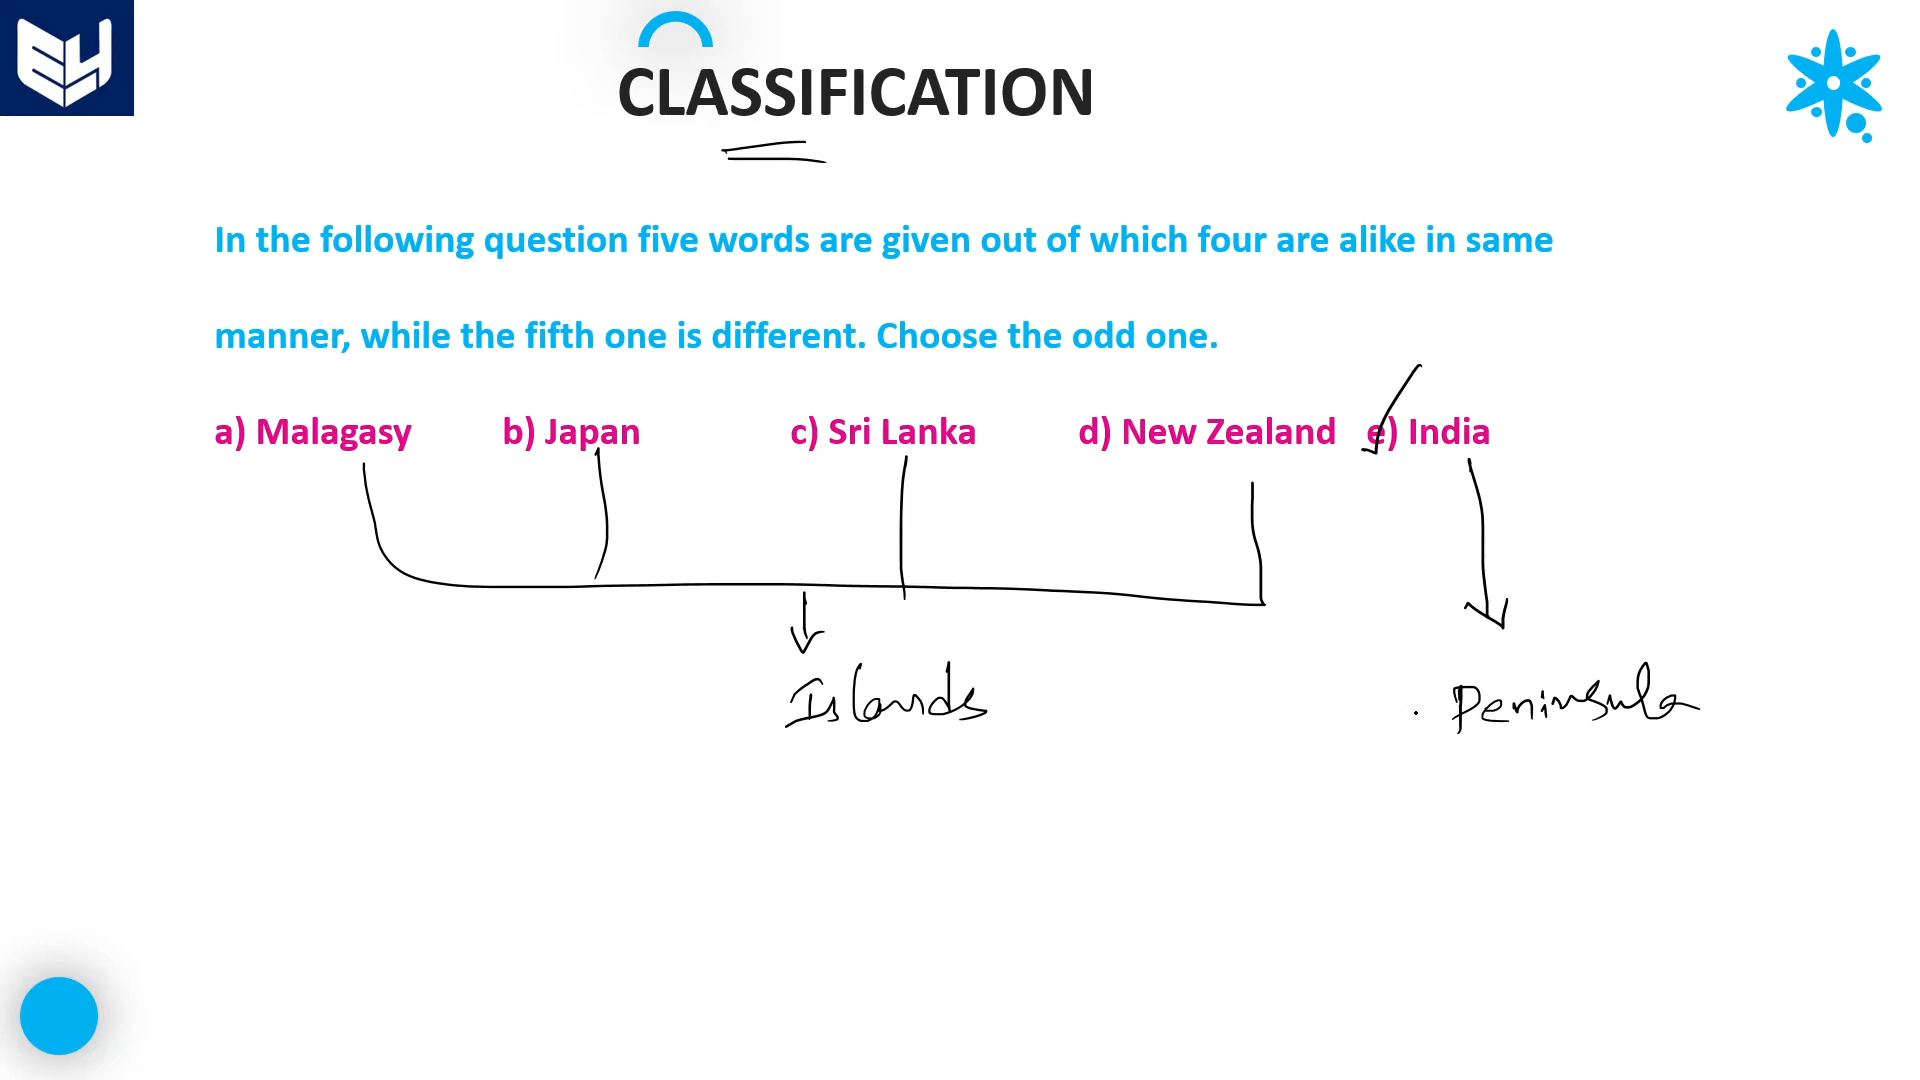 CLASSIFICATION
In the following question five words are given out of which four are alike in same
manner, while the fifth one is different. Choose the odd one.
a) Malagasy b) Japan c) Sri Lanka d) New Zealand e) India
Islands Peninsula